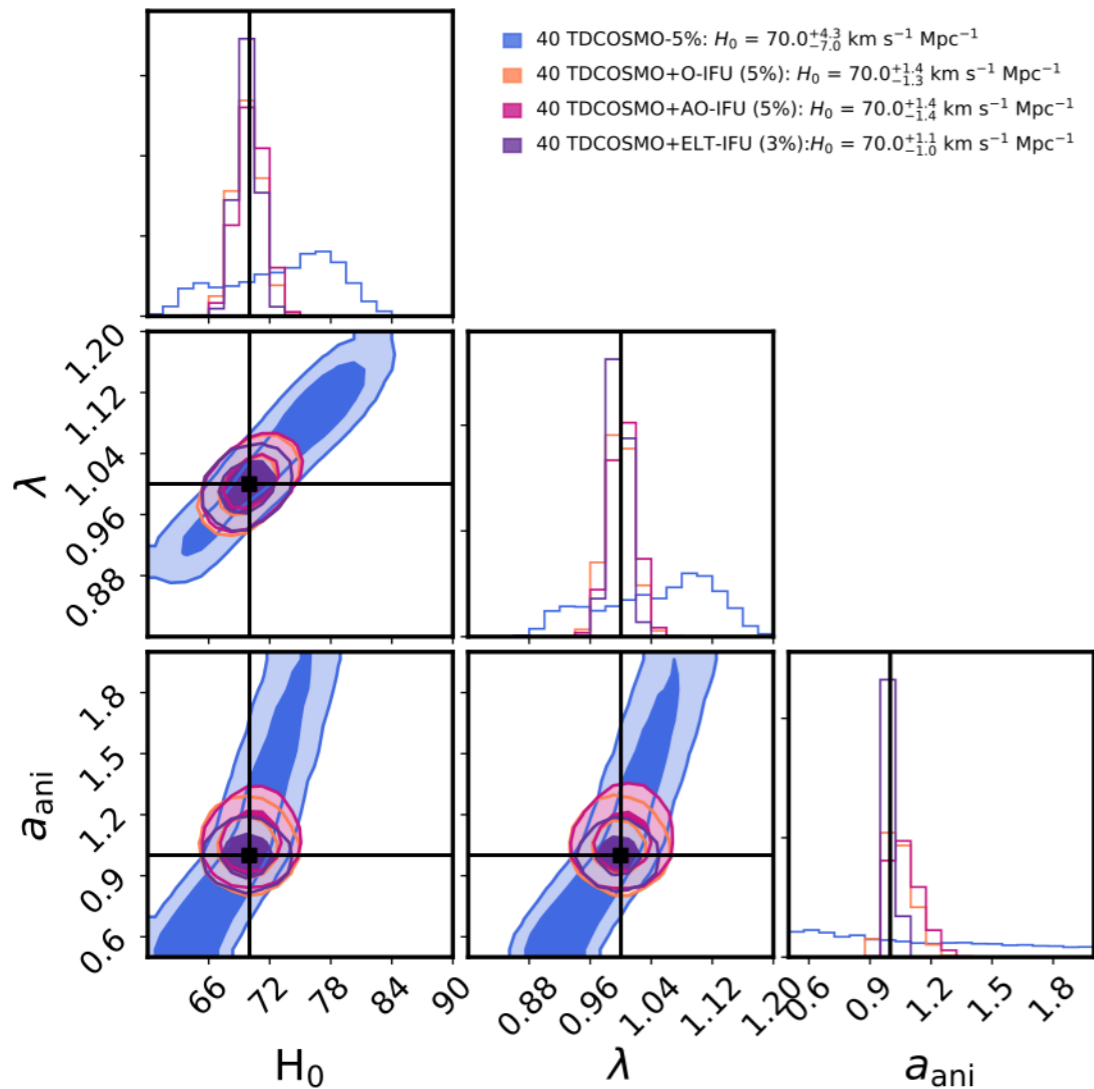 40 TDCOSMO-5%: H₀ = 70.0⁺⁴·³₋₇.₀ km s⁻¹ Mpc⁻¹
40 TDCOSMO+O-IFU (5%): H₀ = 70.0⁺¹·⁴₋₁.₃ km s⁻¹ Mpc⁻¹
40 TDCOSMO+AO-IFU (5%): H₀ = 70.0⁺¹·⁴₋₁.₄ km s⁻¹ Mpc⁻¹
40 TDCOSMO+ELT-IFU (3%):H₀ = 70.0⁺¹·¹₋₁.₀ km s⁻¹ Mpc⁻¹
1.20
1.12
1.04
0.96
0.88
λ
1.8
1.5
1.2
0.9
0.6
a_ani
66 72 78 84 90
0.88 0.96 1.04 1.12 1.20
0.6 0.9 1.2 1.5 1.8
H₀ λ a_ani